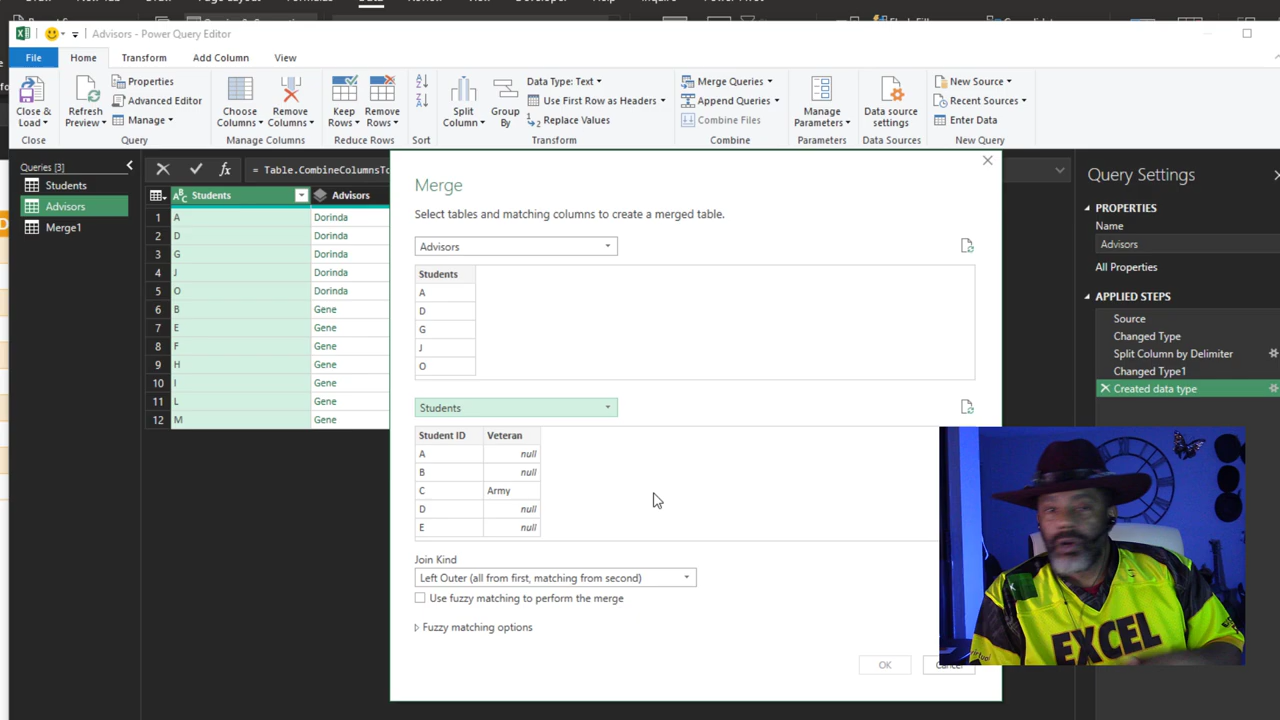 Data
Advisors - Power Query Editor
File Home Transform Add Column View
Close & Load
Refresh Preview
Properties
Advanced Editor
Manage
Choose Columns
Remove Columns
Keep Rows
Remove Rows
Split Column
Group By
Data Type: Text
Use First Row as Headers
Replace Values
Merge Queries
Append Queries
Combine Files
Manage Parameters
Data source settings
New Source
Recent Sources
Enter Data
Close Query Manage Columns Reduce Rows Sort Transform Combine Parameters Data Sources New Query
Queries [3]
Students
Advisors
Merge1
fx = Table.CombineColumnsTo
ABC Students Advisors
1 A Dorinda
2 D Dorinda
3 G Dorinda
4 J Dorinda
5 O Dorinda
6 B Gene
7 E Gene
8 F Gene
9 H Gene
10 I Gene
11 L Gene
12 M Gene
Merge
Select tables and matching columns to create a merged table.
Advisors
Students
A
D
G
J
O
Students
Student ID Veteran
A null
B null
C Army
D null
E null
Join Kind
Left Outer (all from first, matching from second)
Use fuzzy matching to perform the merge
Fuzzy matching options
OK
Query Settings
PROPERTIES
Name
Advisors
All Properties
APPLIED STEPS
Source
Changed Type
Split Column by Delimiter
Changed Type1
Created data type
EXCEL
virtual